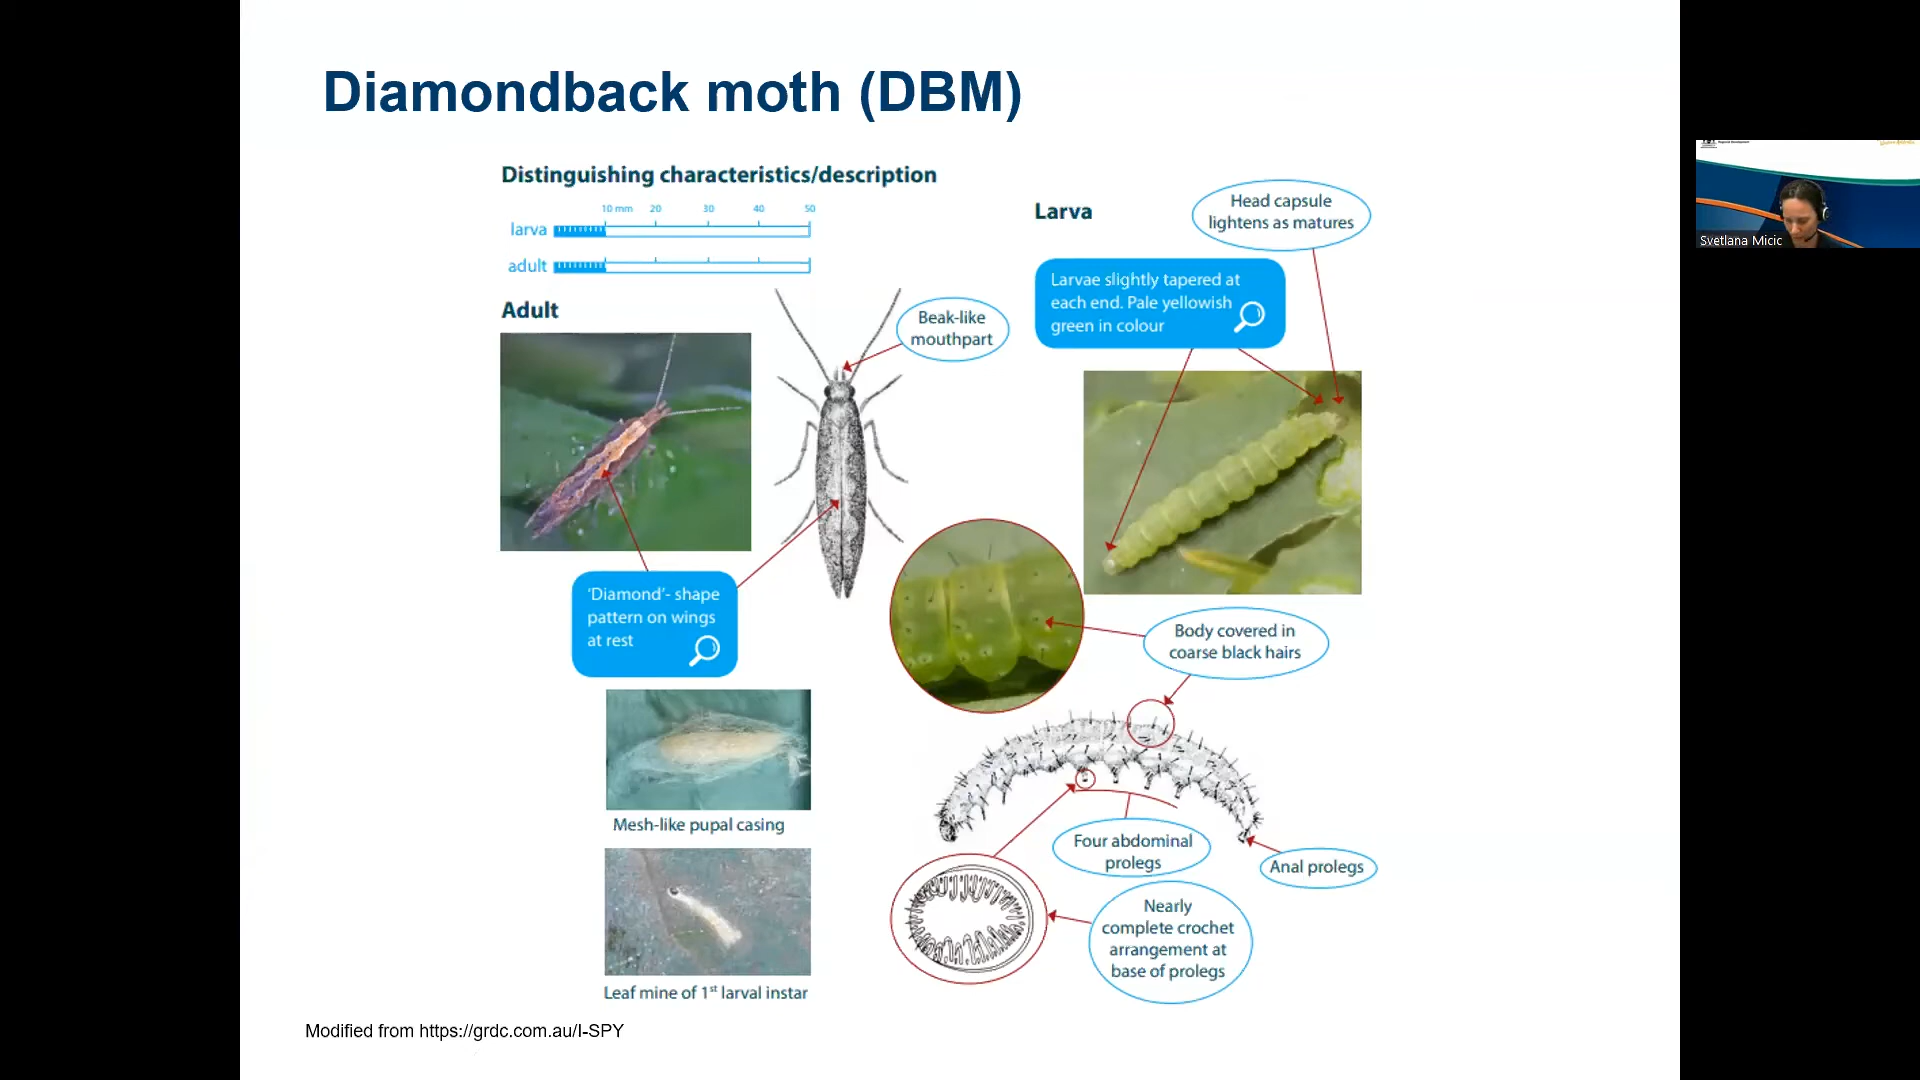 Diamondback moth (DBM)
Distinguishing characteristics/description
10 mm 20 30 40 50
larva
adult
Adult
Beak-like
mouthpart
'Diamond'- shape
pattern on wings
at rest
Mesh-like pupal casing
Leaf mine of 1st larval instar
Larva
Head capsule
lightens as matures
Larvae slightly tapered at
each end. Pale yellowish
green in colour
Body covered in
coarse black hairs
Four abdominal
prolegs
Anal prolegs
Nearly
complete crochet
arrangement at
base of prolegs
Modified from https://grdc.com.au/I-SPY
Svetlana Micic